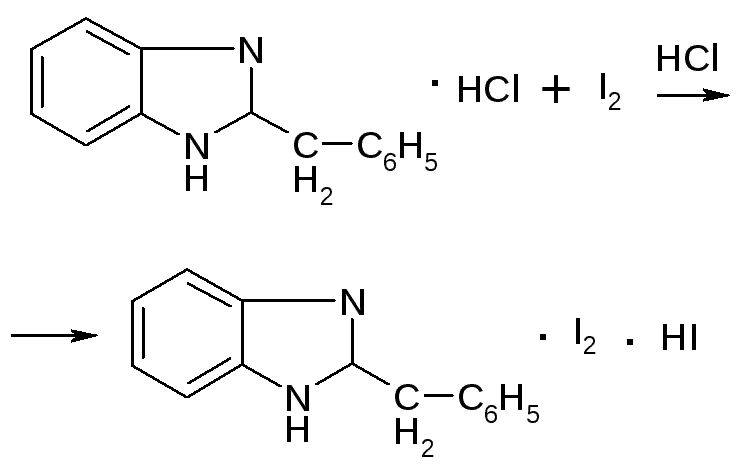 N · HCl + I₂ HCl
N H C H₂ C₆H₅
N · I₂ · HI
N H C H₂ C₆H₅